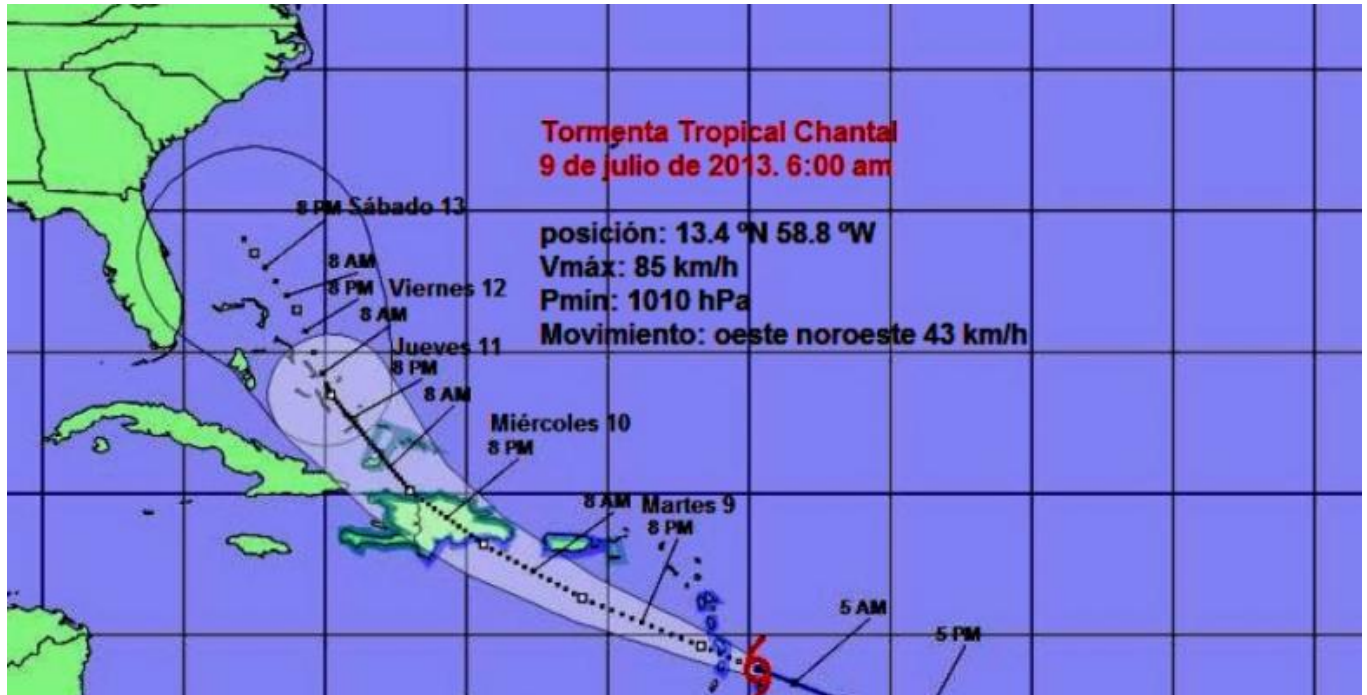 Tormenta Tropical Chantal
9 de julio de 2013. 6:00 am
posición: 13.4 ºN 58.8 ºW
Vmáx: 85 km/h
Pmín: 1010 hPa
Movimiento: oeste noroeste 43 km/h
8 PM Sábado 13
8 AM
8 PM Viernes 12
8 AM
Jueves 11
8 PM
8 AM
Miércoles 10
8 PM
8 AM Martes 9
8 PM
5 AM
5 PM